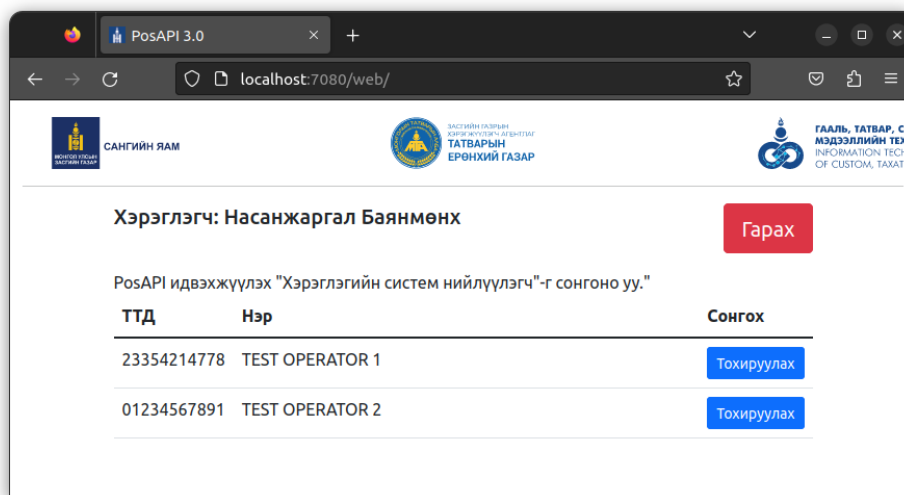 PosAPI 3.0
localhost:7080/web/
МОНГОЛ УЛСЫН
ЗАСГИЙН ГАЗАР
САНГИЙН ЯАМ
ЗАСГИЙН ГАЗРЫН
ХЭРЭГЖҮҮЛЭГЧ АГЕНТЛАГ
ТАТВАРЫН
ЕРӨНХИЙ ГАЗАР
ГААЛЬ, ТАТВАР, С
МЭДЭЭЛЛИЙН ТЕХ
INFORMATION TECH
OF CUSTOM, TAXAT
Хэрэглэгч: Насанжаргал Баянмөнх
Гарах
PosAPI идвэхжүүлэх "Хэрэглэгийн систем нийлүүлэгч"-г сонгоно уу."
ТТД Нэр Сонгох
23354214778 TEST OPERATOR 1 Тохируулах
01234567891 TEST OPERATOR 2 Тохируулах